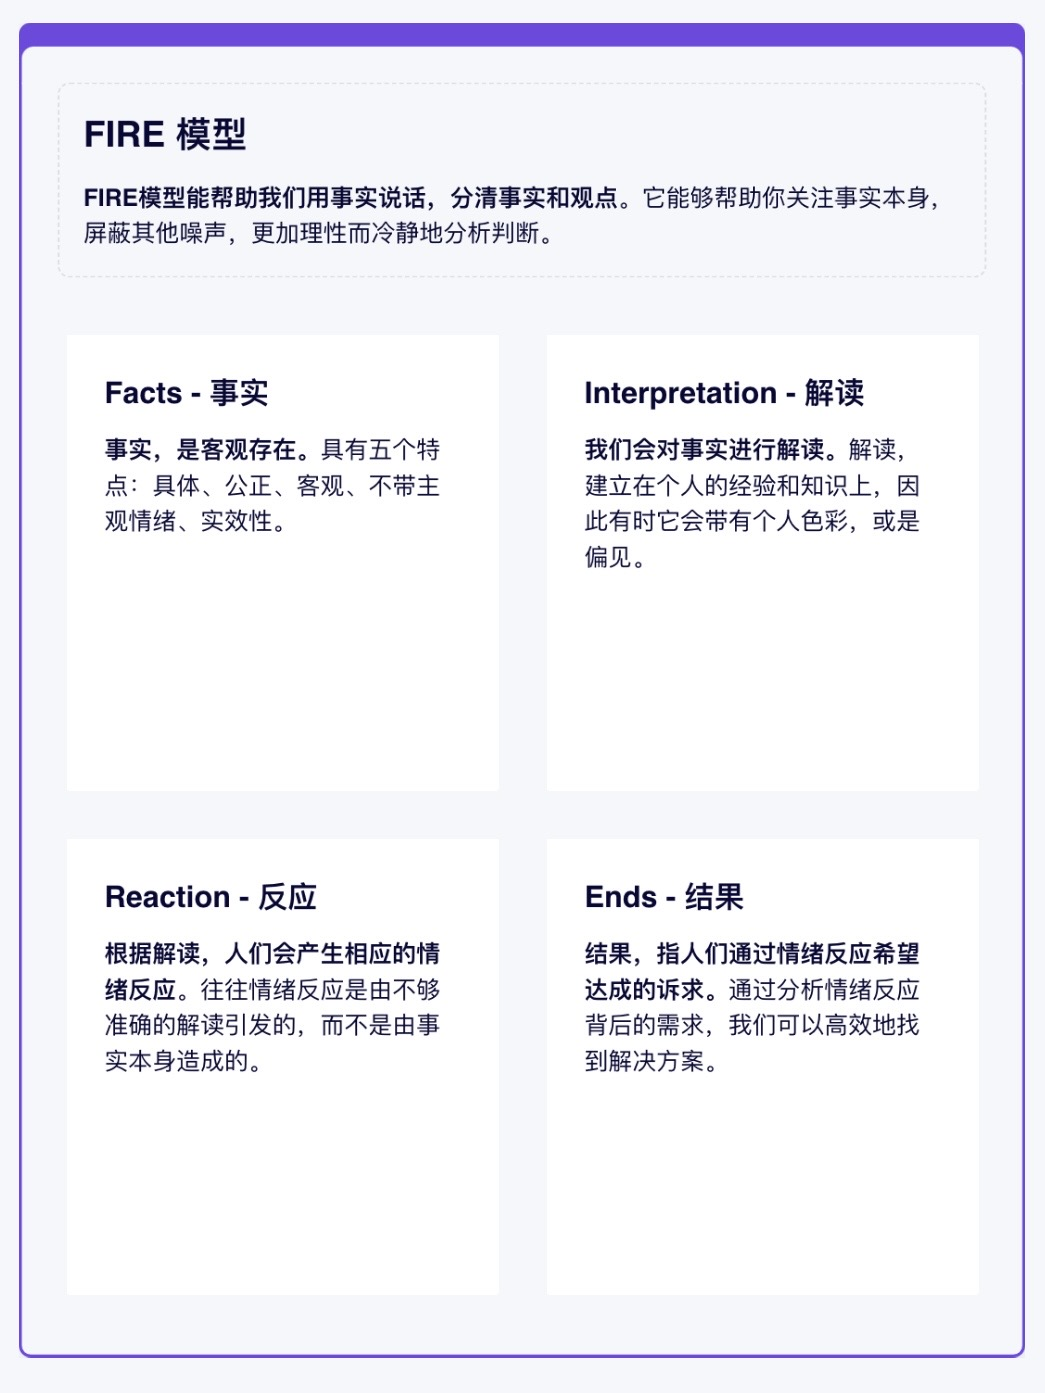 FIRE 模型
FIRE模型能帮助我们用事实说话，分清事实和观点。它能够帮助你关注事实本身，
屏蔽其他噪声，更加理性而冷静地分析判断。
Facts - 事实
事实，是客观存在。具有五个特
点：具体、公正、客观、不带主
观情绪、实效性。
Interpretation - 解读
我们会对事实进行解读。解读，
建立在个人的经验和知识上，因
此有时它会带有个人色彩，或是
偏见。
Reaction - 反应
根据解读，人们会产生相应的情
绪反应。往往情绪反应是由不够
准确的解读引发的，而不是由事
实本身造成的。
Ends - 结果
结果，指人们通过情绪反应希望
达成的诉求。通过分析情绪反应
背后的需求，我们可以高效地找
到解决方案。